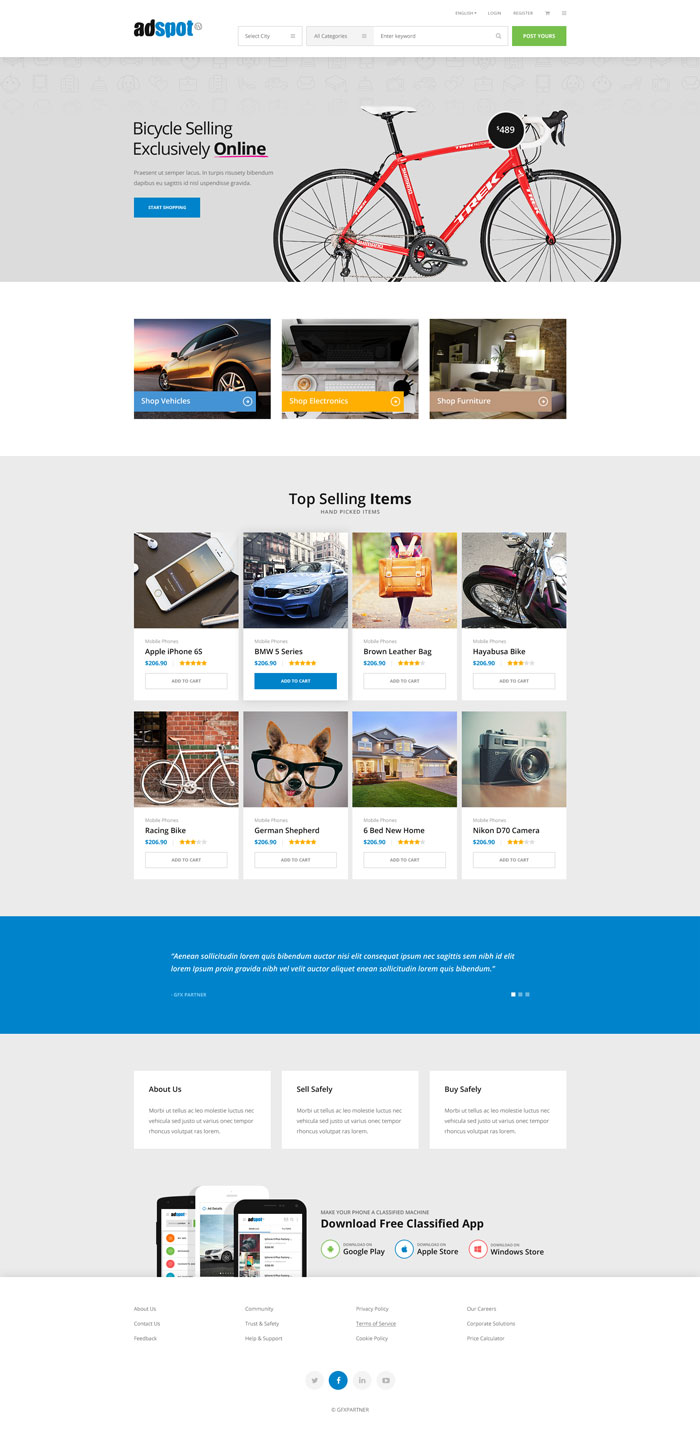 ENGLISH
LOGIN
REGISTER
adspot
Select City
All Categories
Enter keyword
POST YOURS
Bicycle Selling
Exclusively Online
Praesent ut semper lacus. In turpis risusely bibendum
dapibus eu sagittis id nisl uspendisse gravida.
START SHOPPING
$489
TREK
TREK
Shimano
Shimano
Shop Vehicles
Shop Electronics
Shop Furniture
Top Selling Items
HAND PICKED ITEMS
Mobile Phones
Apple iPhone 6S
$206.90
ADD TO CART
Mobile Phones
BMW 5 Series
$206.90
ADD TO CART
Mobile Phones
Brown Leather Bag
$206.90
ADD TO CART
Mobile Phones
Hayabusa Bike
$206.90
ADD TO CART
Mobile Phones
Racing Bike
$206.90
ADD TO CART
Mobile Phones
German Shepherd
$206.90
ADD TO CART
Mobile Phones
6 Bed New Home
$206.90
ADD TO CART
Mobile Phones
Nikon D70 Camera
$206.90
ADD TO CART
“Aenean sollicitudin lorem quis bibendum auctor nisi elit consequat ipsum nec sagittis sem nibh id elit
lorem Ipsum proin gravida nibh vel velit auctor aliquet enean sollicitudin lorem quis bibendum.”
- GFX PARTNER
About Us
Morbi ut tellus ac leo molestie luctus nec
vehicula sed justo ut varius onec tempor
rhoncus volutpat ras lorem.
Sell Safely
Morbi ut tellus ac leo molestie luctus nec
vehicula sed justo ut varius onec tempor
rhoncus volutpat ras lorem.
Buy Safely
Morbi ut tellus ac leo molestie luctus nec
vehicula sed justo ut varius onec tempor
rhoncus volutpat ras lorem.
adspot
Ad Details
adspot
MAKE YOUR PHONE A CLASSIFIED MACHINE
Download Free Classified App
DOWNLOAD ON
Google Play
DOWNLOAD ON
Apple Store
DOWNLOAD ON
Windows Store
About Us
Contact Us
Feedback
Community
Trust & Safety
Help & Support
Privacy Policy
Terms of Service
Cookie Policy
Our Careers
Corporate Solutions
Price Calculator
© GFXPARTNER